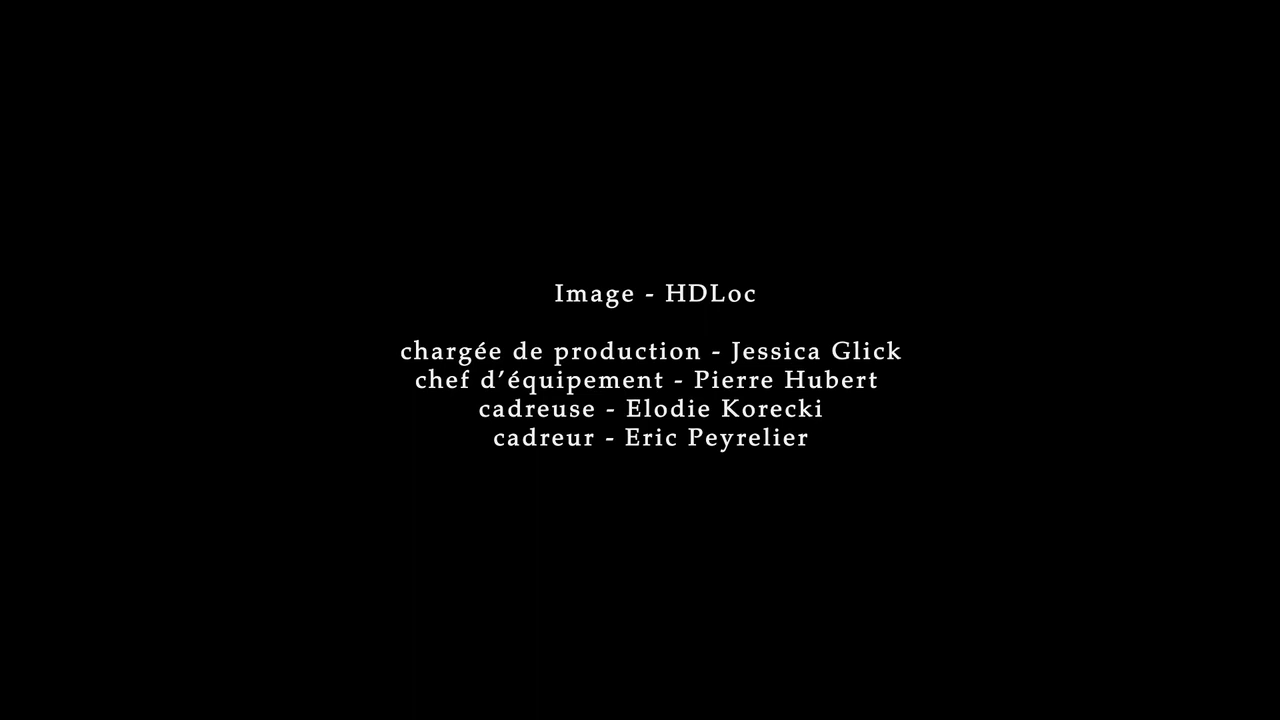 Image - HDLoc
chargée de production - Jessica Glick
chef d’équipement - Pierre Hubert
cadreuse - Elodie Korecki
cadreur - Eric Peyrelier